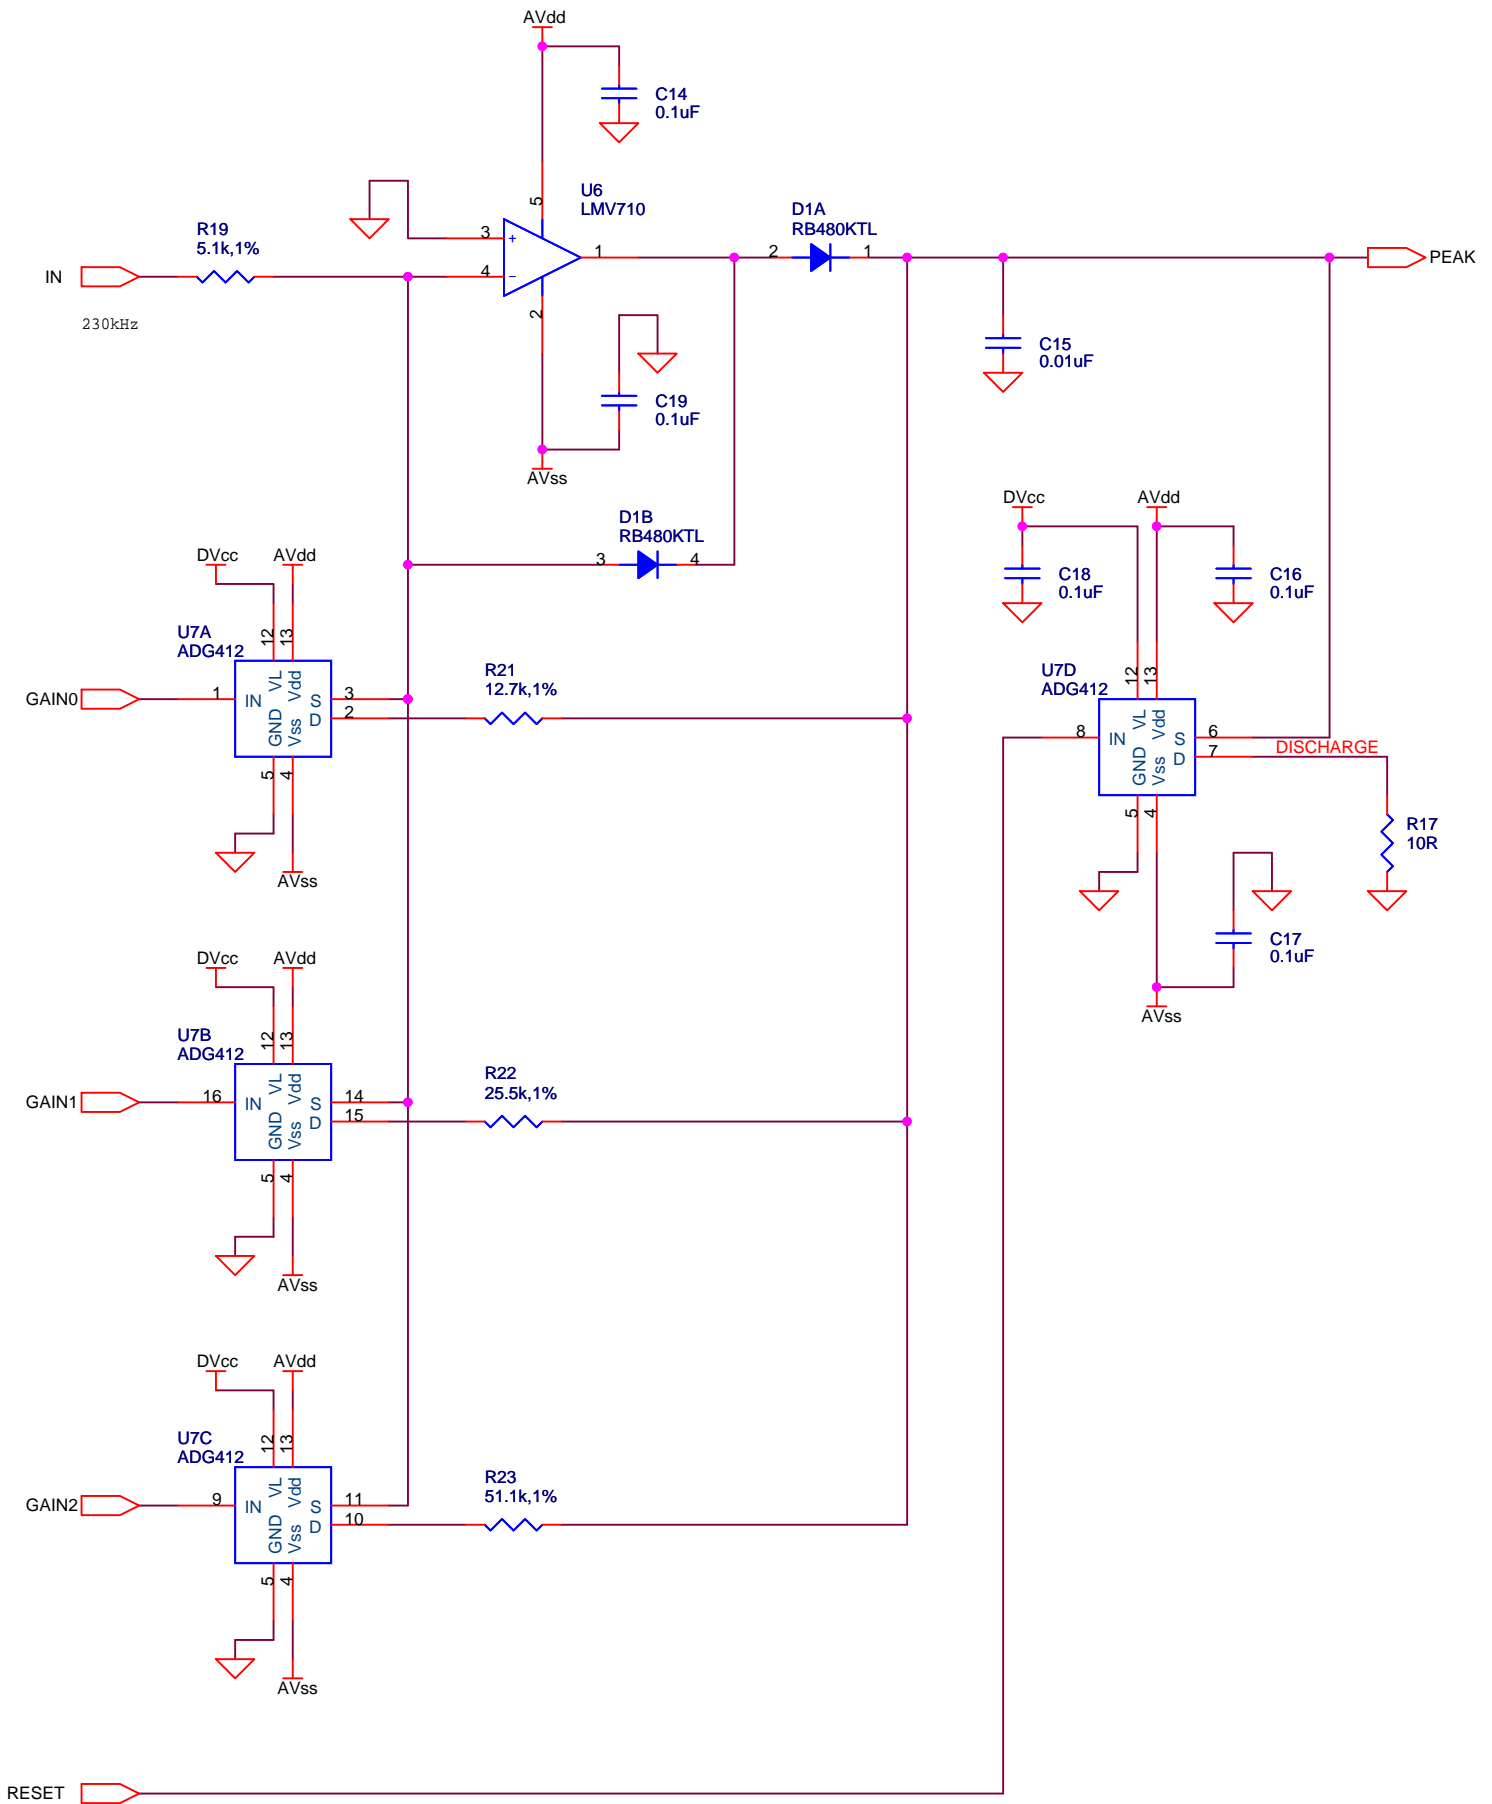 AVdd
C14
0.1uF
U6
LMV710
5
3
+
4
−
1
2
R19
5.1k,1%
IN
230kHz
D1A
RB480KTL
2
1
PEAK
C15
0.01uF
C19
0.1uF
AVss
D1B
RB480KTL
3
4
DVcc
AVdd
U7A
ADG412
12
13
GAIN0
1
IN
VL
Vdd
GND
Vss
S
D
3
2
5
4
AVss
R21
12.7k,1%
DVcc
AVdd
C18
0.1uF
C16
0.1uF
U7D
ADG412
12
13
8
IN
VL
Vdd
GND
Vss
S
D
6
7
DISCHARGE
5
4
R17
10R
C17
0.1uF
AVss
DVcc
AVdd
U7B
ADG412
12
13
GAIN1
16
IN
VL
Vdd
GND
Vss
S
D
14
15
5
4
AVss
R22
25.5k,1%
DVcc
AVdd
U7C
ADG412
12
13
GAIN2
9
IN
VL
Vdd
GND
Vss
S
D
11
10
5
4
AVss
R23
51.1k,1%
RESET